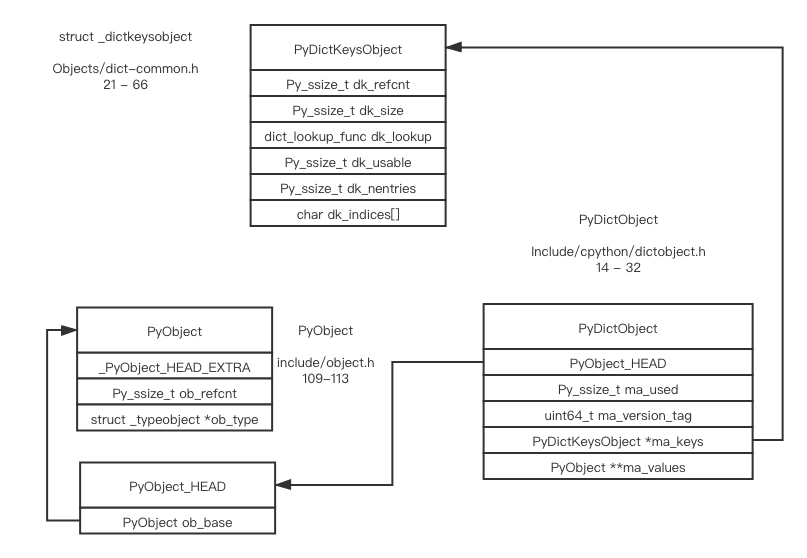 struct _dictkeysobject
Objects/dict-common.h
21 - 66
PyDictKeysObject
Py_ssize_t dk_refcnt
Py_ssize_t dk_size
dict_lookup_func dk_lookup
Py_ssize_t dk_usable
Py_ssize_t dk_nentries
char dk_indices[]
PyDictObject
Include/cpython/dictobject.h
14 - 32
PyObject
_PyObject_HEAD_EXTRA
Py_ssize_t ob_refcnt
struct _typeobject *ob_type
PyObject
include/object.h
109-113
PyDictObject
PyObject_HEAD
Py_ssize_t ma_used
uint64_t ma_version_tag
PyDictKeysObject *ma_keys
PyObject **ma_values
PyObject_HEAD
PyObject ob_base